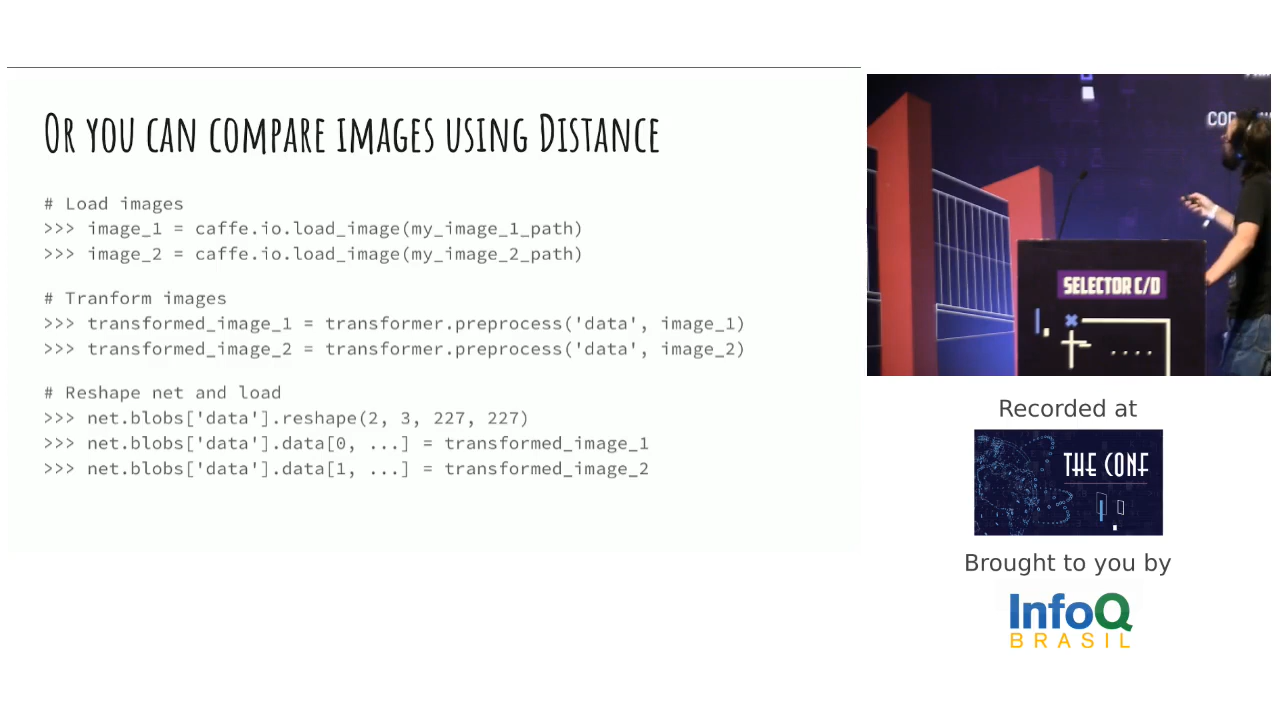 Or you can compare images using Distance
# Load images
>>> image_1 = caffe.io.load_image(my_image_1_path)
>>> image_2 = caffe.io.load_image(my_image_2_path)
# Tranform images
>>> transformed_image_1 = transformer.preprocess('data', image_1)
>>> transformed_image_2 = transformer.preprocess('data', image_2)
# Reshape net and load
>>> net.blobs['data'].reshape(2, 3, 227, 227)
>>> net.blobs['data'].data[0, ...] = transformed_image_1
>>> net.blobs['data'].data[1, ...] = transformed_image_2
SELECTOR C/D
Recorded at
THE CONF
Brought to you by
InfoQ
BRASIL